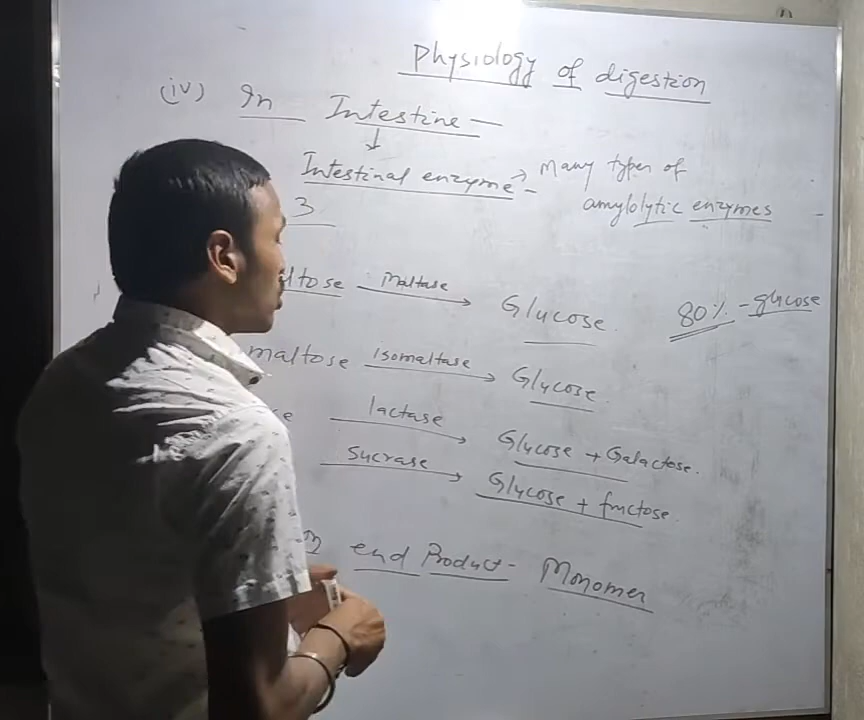 Physiology of digestion
(iv) In Intestine —
↓
Intestinal enzyme - → Many types of
amylolytic enzymes
3
ltose Maltase → Glucose. 80% - glucose
maltose isomaltase → Glucose.
e lactase → Glucose + Galactose.
Sucrase → Glucose + fructose.
end Product - Monomer